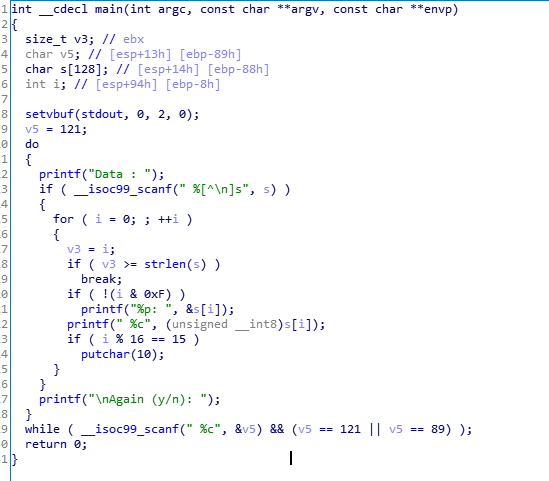 1 int __cdecl main(int argc, const char **argv, const char **envp)
2 {
3 size_t v3; // ebx
4 char v5; // [esp+13h] [ebp-89h]
5 char s[128]; // [esp+14h] [ebp-88h]
6 int i; // [esp+94h] [ebp-8h]
7
8 setvbuf(stdout, 0, 2, 0);
9 v5 = 121;
0 do
1 {
2 printf("Data : ");
3 if ( __isoc99_scanf(" %[^\n]s", s) )
4 {
5 for ( i = 0; ; ++i )
6 {
7 v3 = i;
8 if ( v3 >= strlen(s) )
9 break;
0 if ( !(i & 0xF) )
1 printf("%p: ", &s[i]);
2 printf(" %c", (unsigned __int8)s[i]);
3 if ( i % 16 == 15 )
4 putchar(10);
5 }
6 }
7 printf("\nAgain (y/n): ");
8 }
9 while ( __isoc99_scanf(" %c", &v5) && (v5 == 121 || v5 == 89) );
0 return 0;
1 }